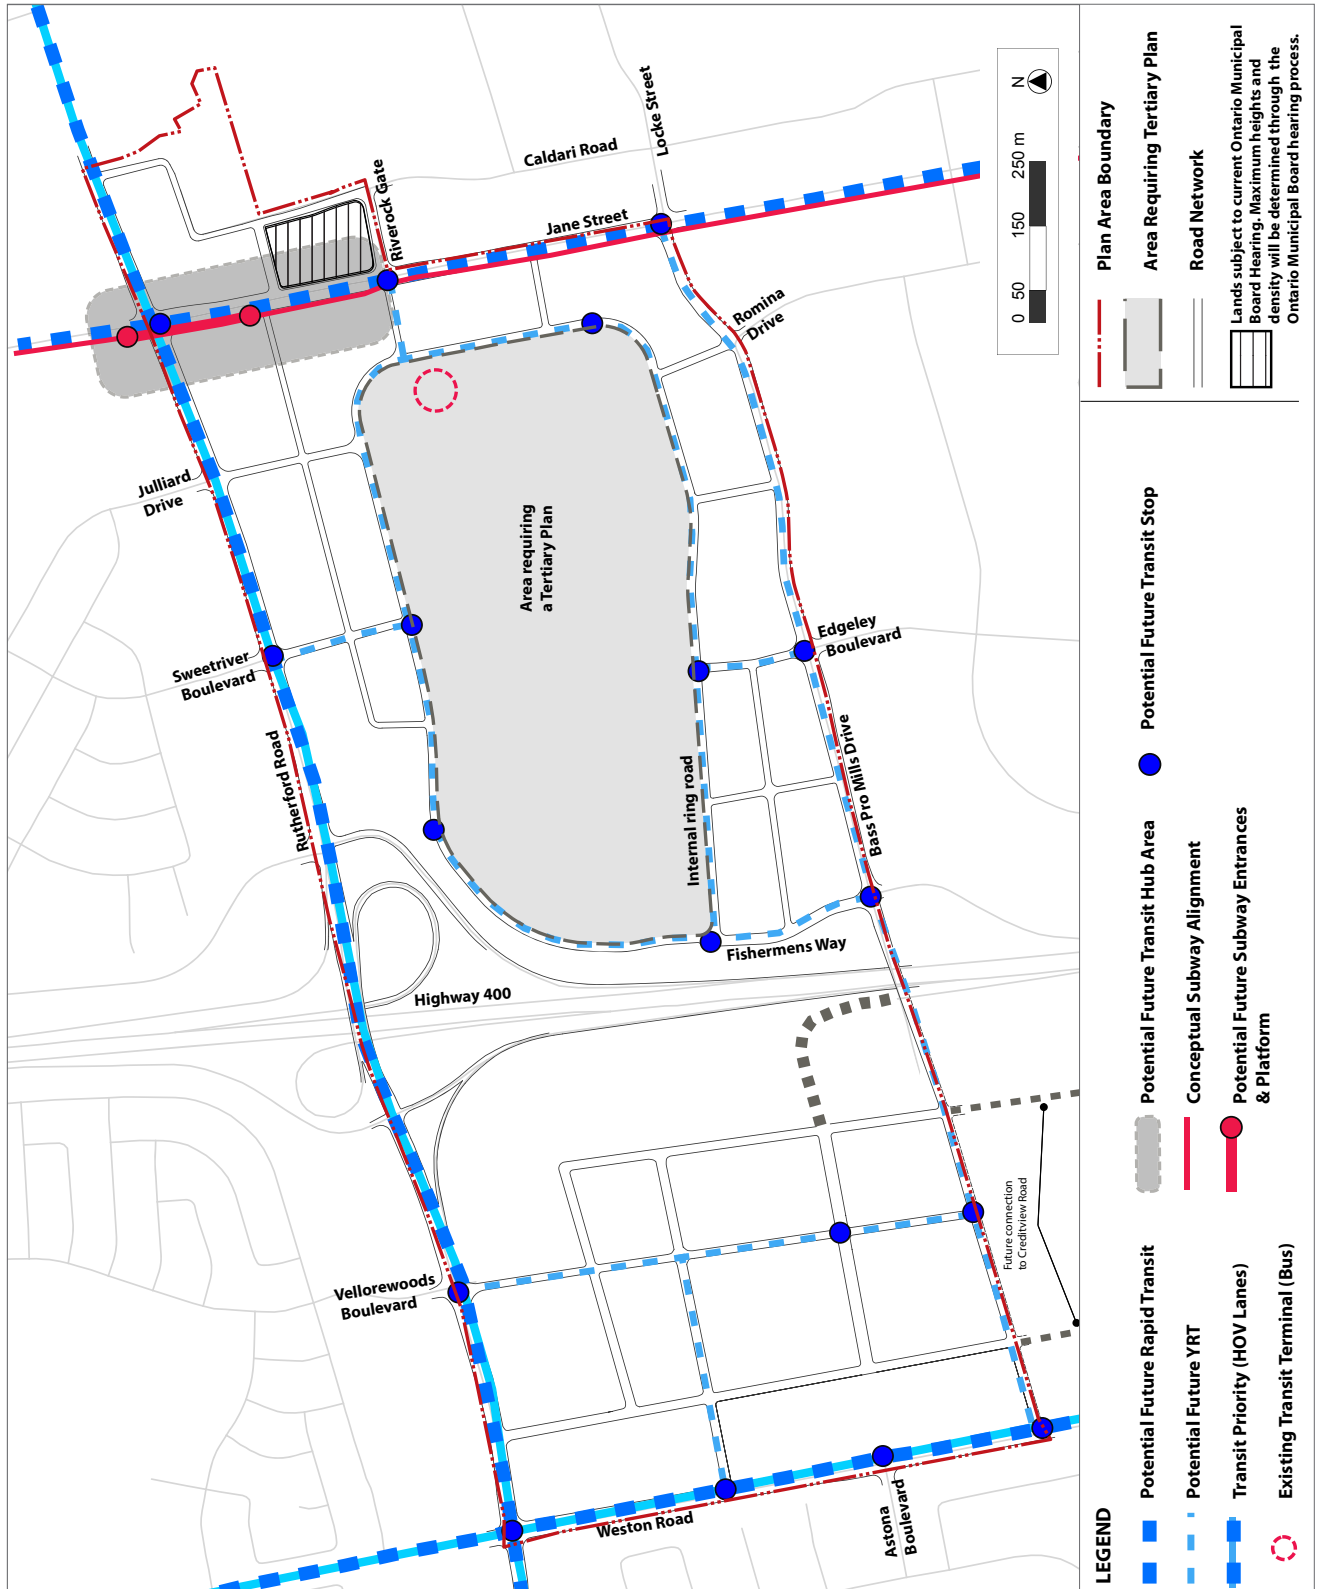 Julliard
Drive
Sweetriver
Boulevard
Rutherford Road
Riverock Gate
Caldari Road
Locke Street
Jane Street
Romina
Drive
Area requiring
a Tertiary Plan
Edgeley
Boulevard
Internal ring road
Bass Pro Mills Drive
Fishermens Way
Highway 400
Vellorewoods
Boulevard
Weston Road
Astona
Boulevard
Future connection
to Creditview Road
0 50 150 250 m
N
LEGEND
Potential Future Rapid Transit
Potential Future YRT
Transit Priority (HOV Lanes)
Existing Transit Terminal (Bus)
Potential Future Transit Hub Area
Conceptual Subway Alignment
Potential Future Subway Entrances
& Platform
Potential Future Transit Stop
Plan Area Boundary
Area Requiring Tertiary Plan
Road Network
Lands subject to current Ontario Municipal
Board Hearing. Maximum heights and
density will be determined through the
Ontario Municipal Board hearing process.